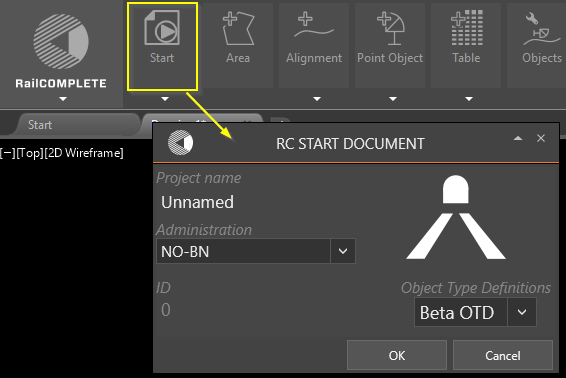 RailCOMPLETE
Start
Area
Alignment
Point Object
Table
Objects
Start
[−][Top][2D Wireframe]
RC START DOCUMENT
Project name
Unnamed
Administration
NO-BN
ID
0
Object Type Definitions
Beta OTD
OK
Cancel